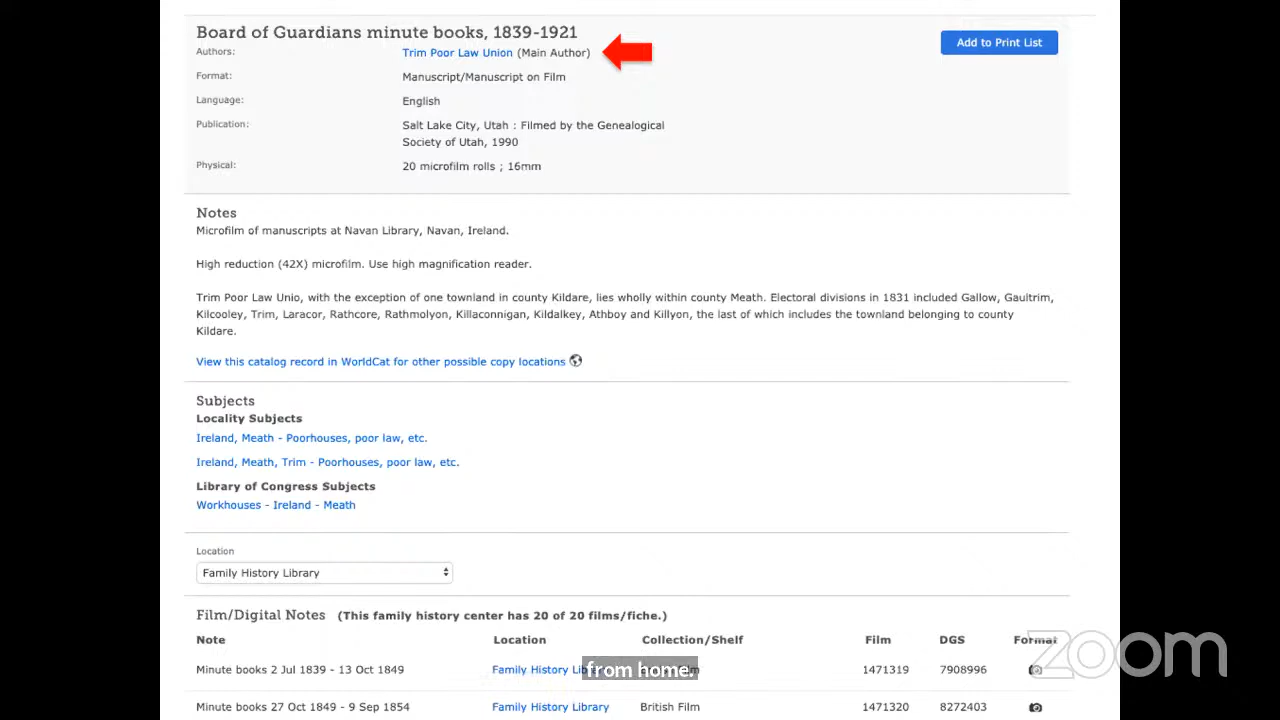 Board of Guardians minute books, 1839-1921
Add to Print List
Authors: Trim Poor Law Union (Main Author)
Format: Manuscript/Manuscript on Film
Language: English
Publication: Salt Lake City, Utah : Filmed by the Genealogical
Society of Utah, 1990
Physical: 20 microfilm rolls ; 16mm
Notes
Microfilm of manuscripts at Navan Library, Navan, Ireland.
High reduction (42X) microfilm. Use high magnification reader.
Trim Poor Law Unio, with the exception of one townland in county Kildare, lies wholly within county Meath. Electoral divisions in 1831 included Gallow, Gaultrim,
Kilcooley, Trim, Laracor, Rathcore, Rathmolyon, Killaconnigan, Kildalkey, Athboy and Killyon, the last of which includes the townland belonging to county
Kildare.
View this catalog record in WorldCat for other possible copy locations
Subjects
Locality Subjects
Ireland, Meath - Poorhouses, poor law, etc.
Ireland, Meath, Trim - Poorhouses, poor law, etc.
Library of Congress Subjects
Workhouses - Ireland - Meath
Location
Family History Library
Film/Digital Notes (This family history center has 20 of 20 films/fiche.)
Note Location Collection/Shelf Film DGS Format
zoom
Minute books 2 Jul 1839 - 13 Oct 1849 Family History 1471319 7908996
from home.
Minute books 27 Oct 1849 - 9 Sep 1854 Family History Library British Film 1471320 8272403